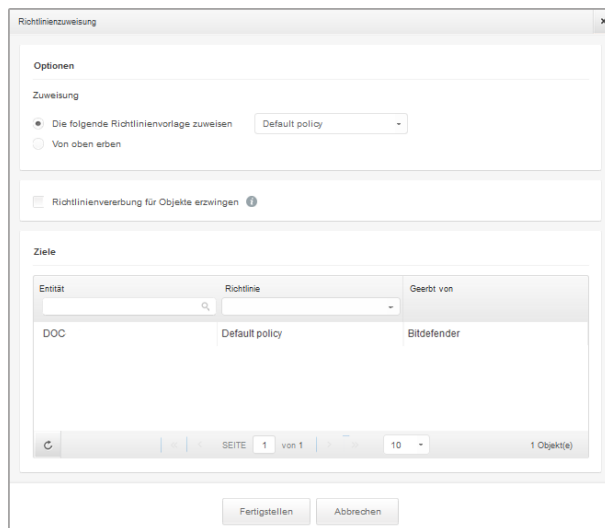 Richtlinienzuweisung
Optionen
Zuweisung
Die folgende Richtlinienvorlage zuweisen Default policy
Von oben erben
Richtlinienvererbung für Objekte erzwingen
Ziele
Entität Richtlinie Geerbt von
DOC Default policy Bitdefender
SEITE 1 von 1 10 1 Objekt(e)
Fertigstellen Abbrechen